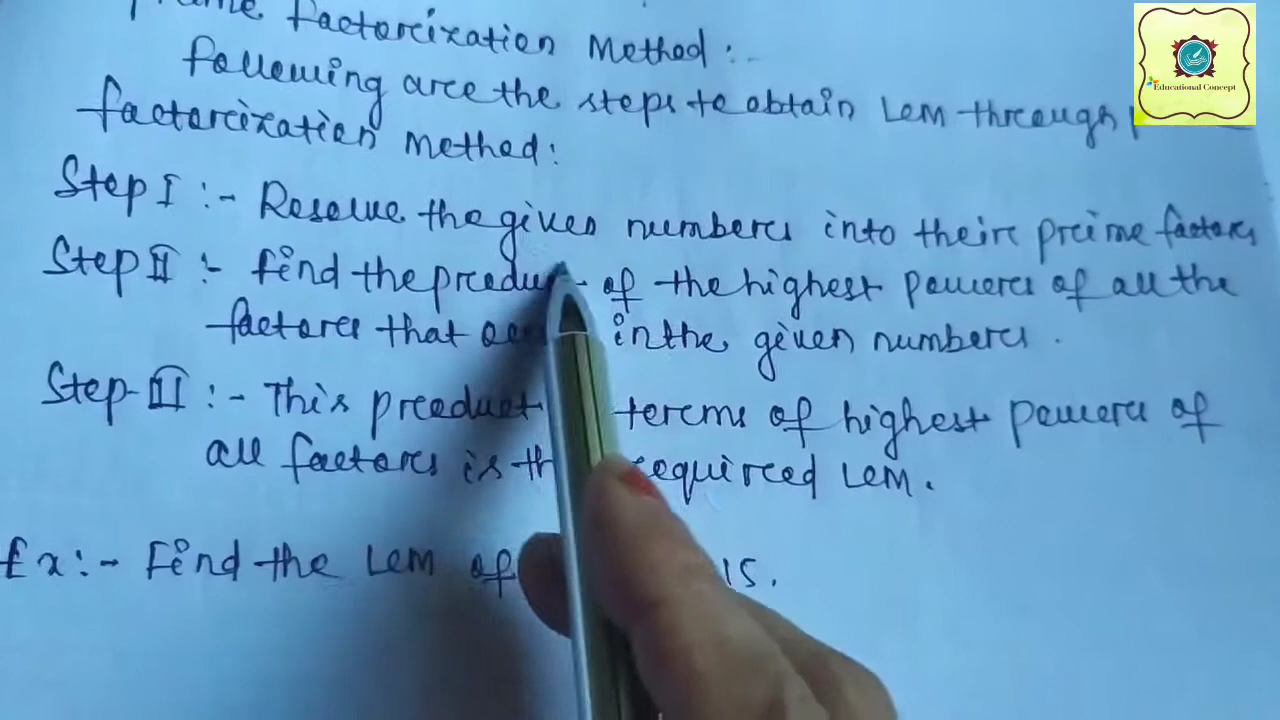 Factorization Method:-
Following are the steps to obtain LCM through
factorization method:
Step I :- Resolve the given numbers into their prime factors
Step II :- Find the of the highest powers of all the
factors that in the given numbers.
Step-III :- This product terms of highest powers of
all factors is required LCM.
Ex:- Find the LCM of 15.
Educational Concept